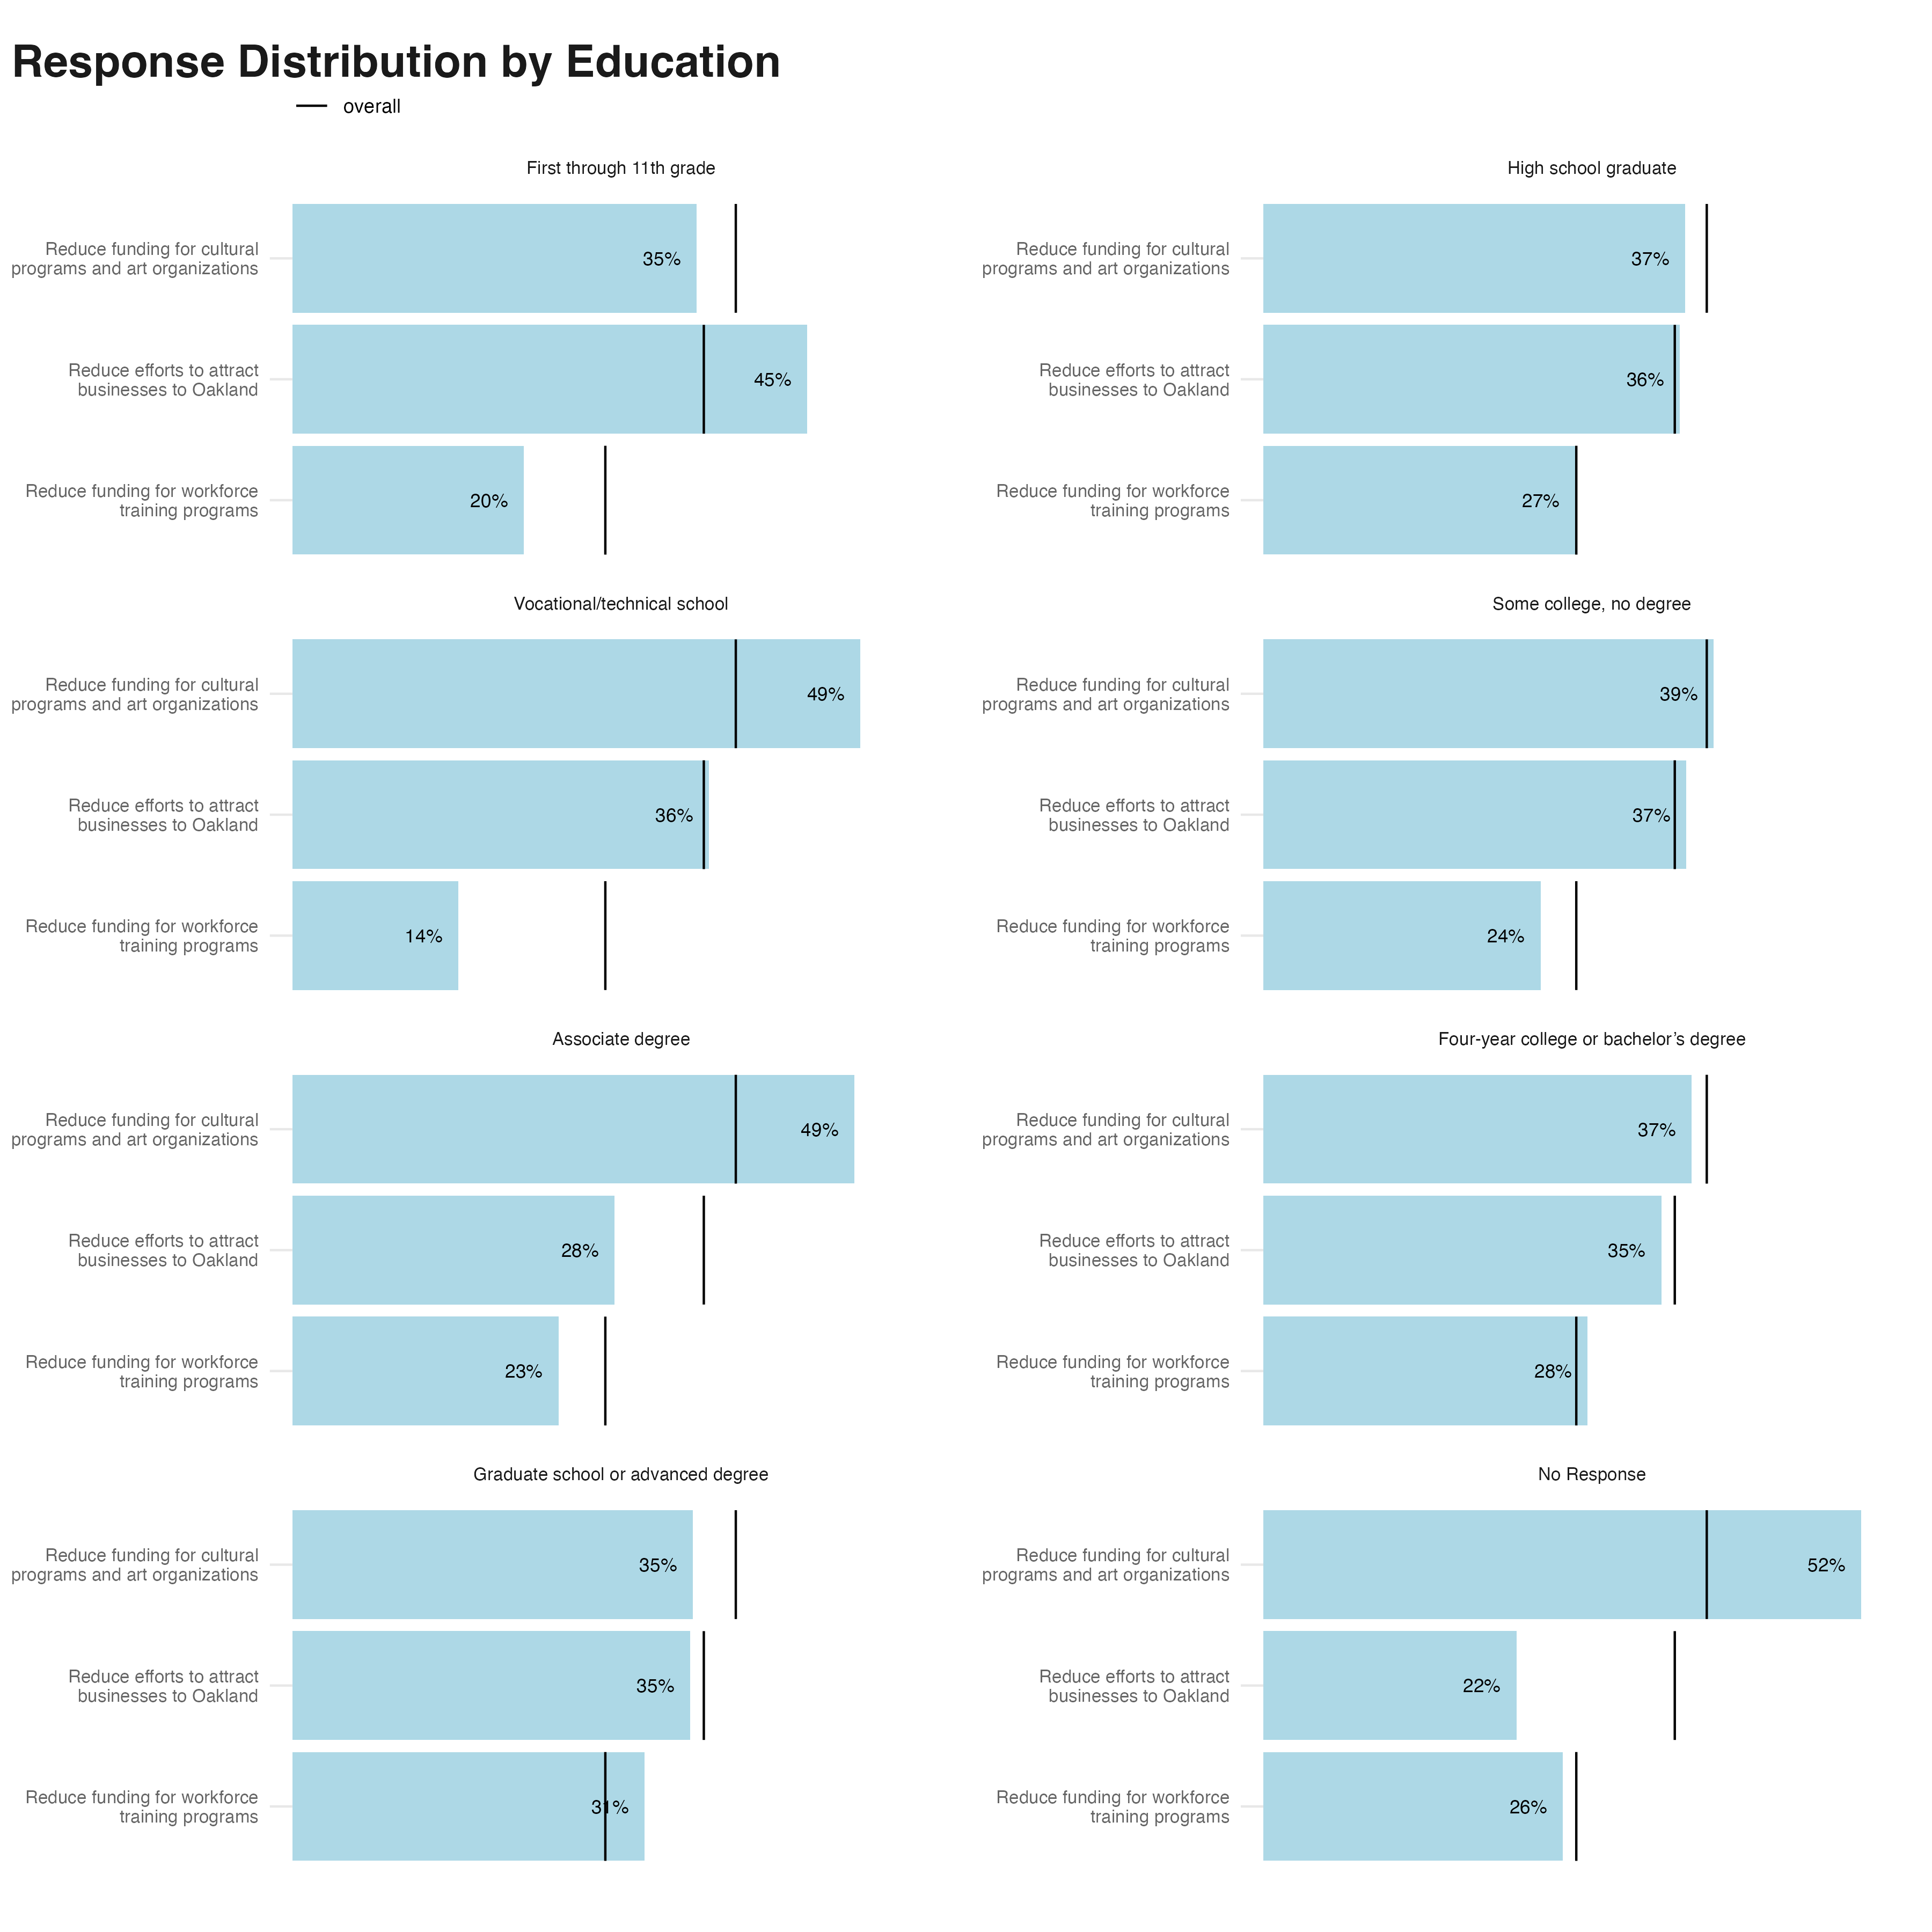 Response Distribution by Education
overall
First through 11th grade
Reduce funding for cultural
programs and art organizations
35%
Reduce efforts to attract
businesses to Oakland
45%
Reduce funding for workforce
training programs
20%
High school graduate
Reduce funding for cultural
programs and art organizations
37%
Reduce efforts to attract
businesses to Oakland
36%
Reduce funding for workforce
training programs
27%
Vocational/technical school
Reduce funding for cultural
programs and art organizations
49%
Reduce efforts to attract
businesses to Oakland
36%
Reduce funding for workforce
training programs
14%
Some college, no degree
Reduce funding for cultural
programs and art organizations
39%
Reduce efforts to attract
businesses to Oakland
37%
Reduce funding for workforce
training programs
24%
Associate degree
Reduce funding for cultural
programs and art organizations
49%
Reduce efforts to attract
businesses to Oakland
28%
Reduce funding for workforce
training programs
23%
Four-year college or bachelor’s degree
Reduce funding for cultural
programs and art organizations
37%
Reduce efforts to attract
businesses to Oakland
35%
Reduce funding for workforce
training programs
28%
Graduate school or advanced degree
Reduce funding for cultural
programs and art organizations
35%
Reduce efforts to attract
businesses to Oakland
35%
Reduce funding for workforce
training programs
31%
No Response
Reduce funding for cultural
programs and art organizations
52%
Reduce efforts to attract
businesses to Oakland
22%
Reduce funding for workforce
training programs
26%